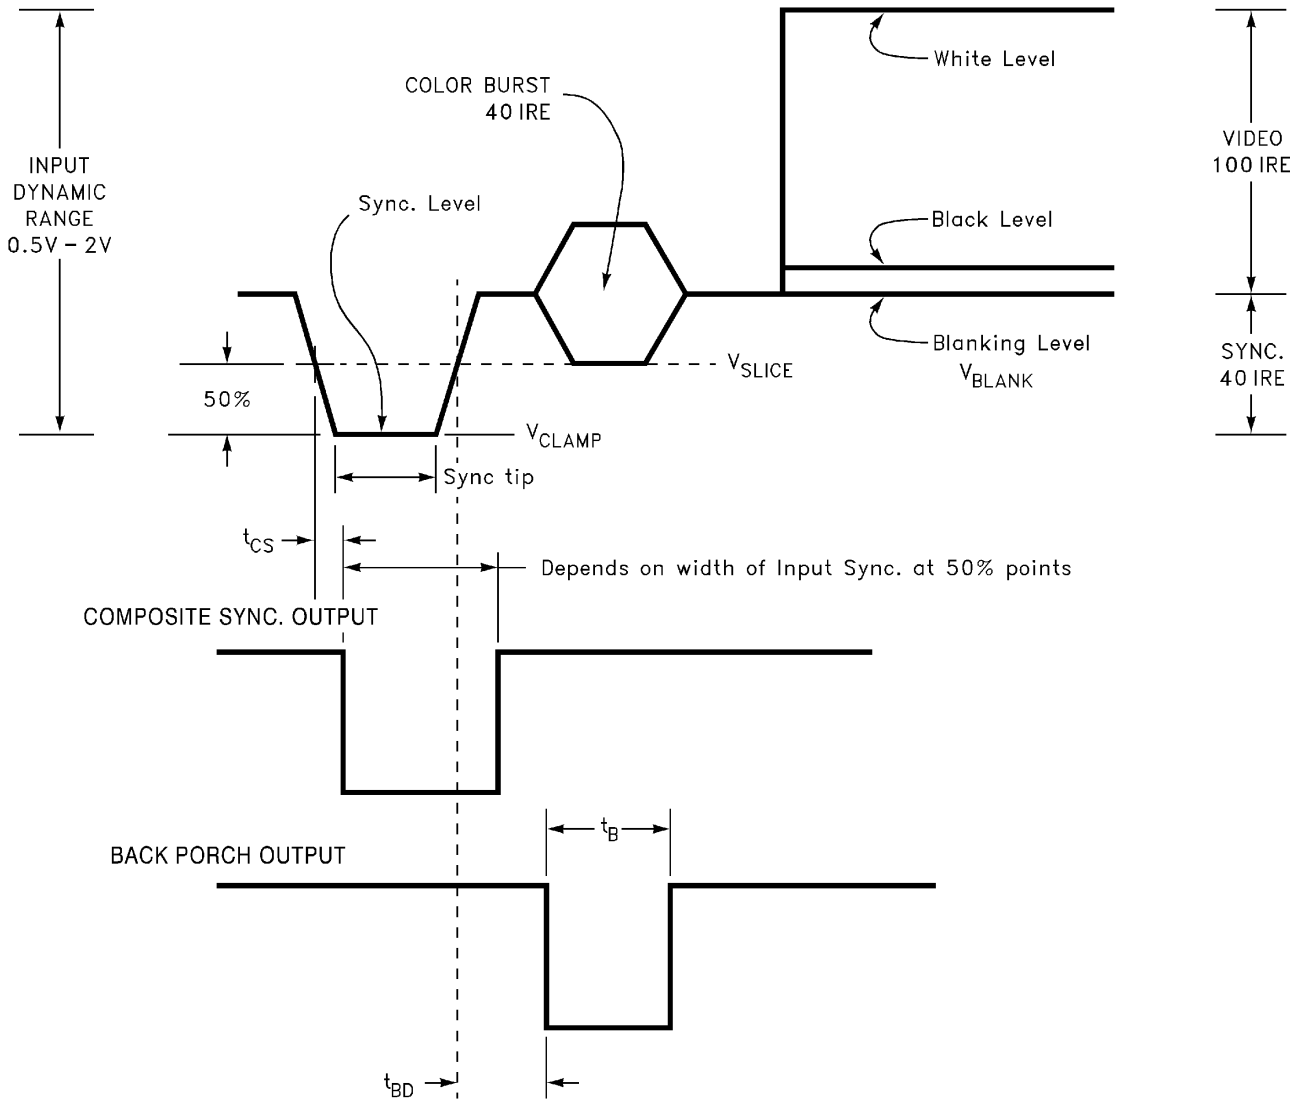 White Level
COLOR BURST
40 IRE
VIDEO
100 IRE
INPUT
DYNAMIC
RANGE
0.5V – 2V
Sync. Level
Black Level
Blanking Level
VBLANK
SYNC.
40 IRE
VSLICE
50%
VCLAMP
Sync tip
tCS
Depends on width of Input Sync. at 50% points
COMPOSITE SYNC. OUTPUT
tB
BACK PORCH OUTPUT
tBD